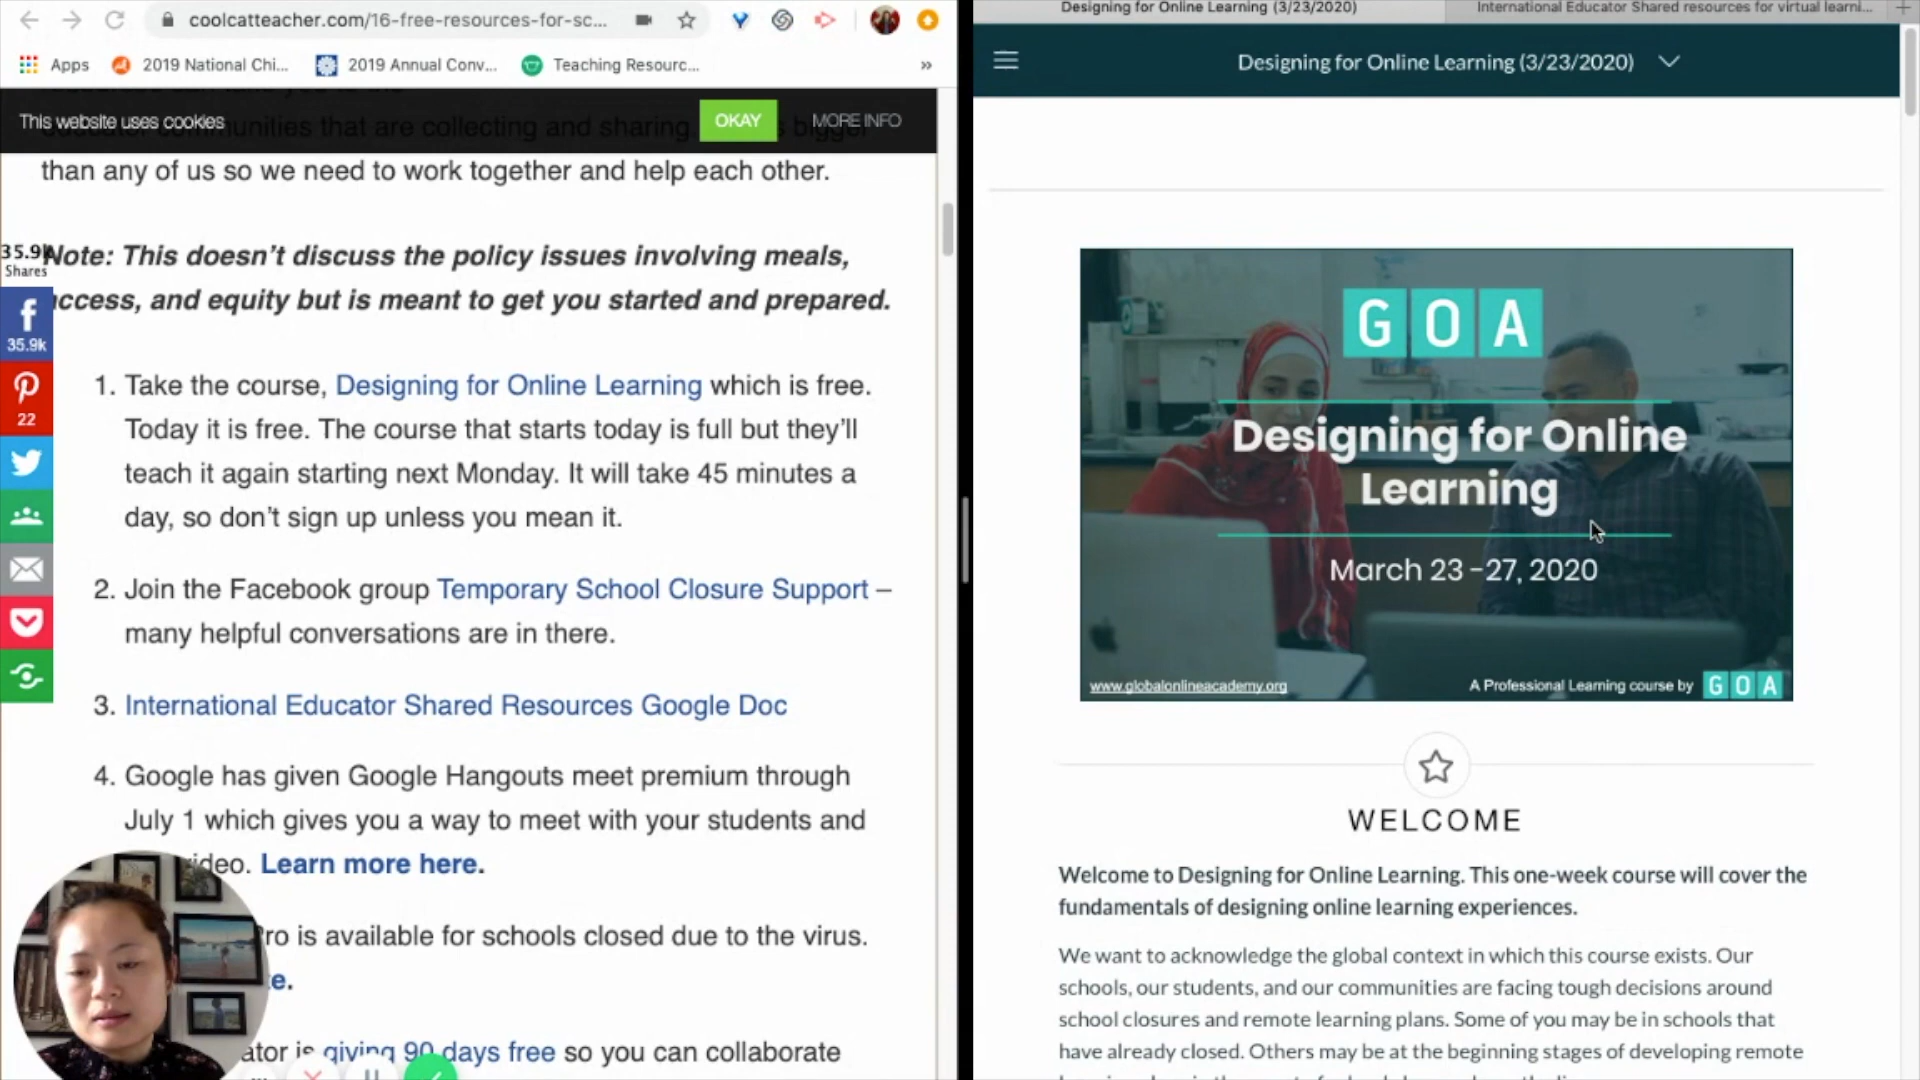 coolcatteacher.com/16-free-resources-for-sc...
Apps
2019 National Chi...
2019 Annual Conv...
Teaching Resourc...
»
This website uses cookies
OKAY
MORE INFO
communities that are collecting and sharing.
bigger
than any of us so we need to work together and help each other.
35.9k
Shares
Note: This doesn't discuss the policy issues involving meals,
access, and equity but is meant to get you started and prepared.
35.9k
22
1. Take the course, Designing for Online Learning which is free.
Today it is free. The course that starts today is full but they'll
teach it again starting next Monday. It will take 45 minutes a
day, so don't sign up unless you mean it.
2. Join the Facebook group Temporary School Closure Support –
many helpful conversations are in there.
3. International Educator Shared Resources Google Doc
4. Google has given Google Hangouts meet premium through
July 1 which gives you a way to meet with your students and
video. Learn more here.
Pro is available for schools closed due to the virus.
e.
ator is giving 90 days free so you can collaborate
Designing for Online Learning (3/23/2020)
International Educator Shared resources for virtual learni...
Designing for Online Learning (3/23/2020)
GOA
Designing for Online
Learning
March 23 –27, 2020
www.globalonlineacademy.org
A Professional Learning course by GOA
WELCOME
Welcome to Designing for Online Learning. This one-week course will cover the
fundamentals of designing online learning experiences.
We want to acknowledge the global context in which this course exists. Our
schools, our students, and our communities are facing tough decisions around
school closures and remote learning plans. Some of you may be in schools that
have already closed. Others may be at the beginning stages of developing remote